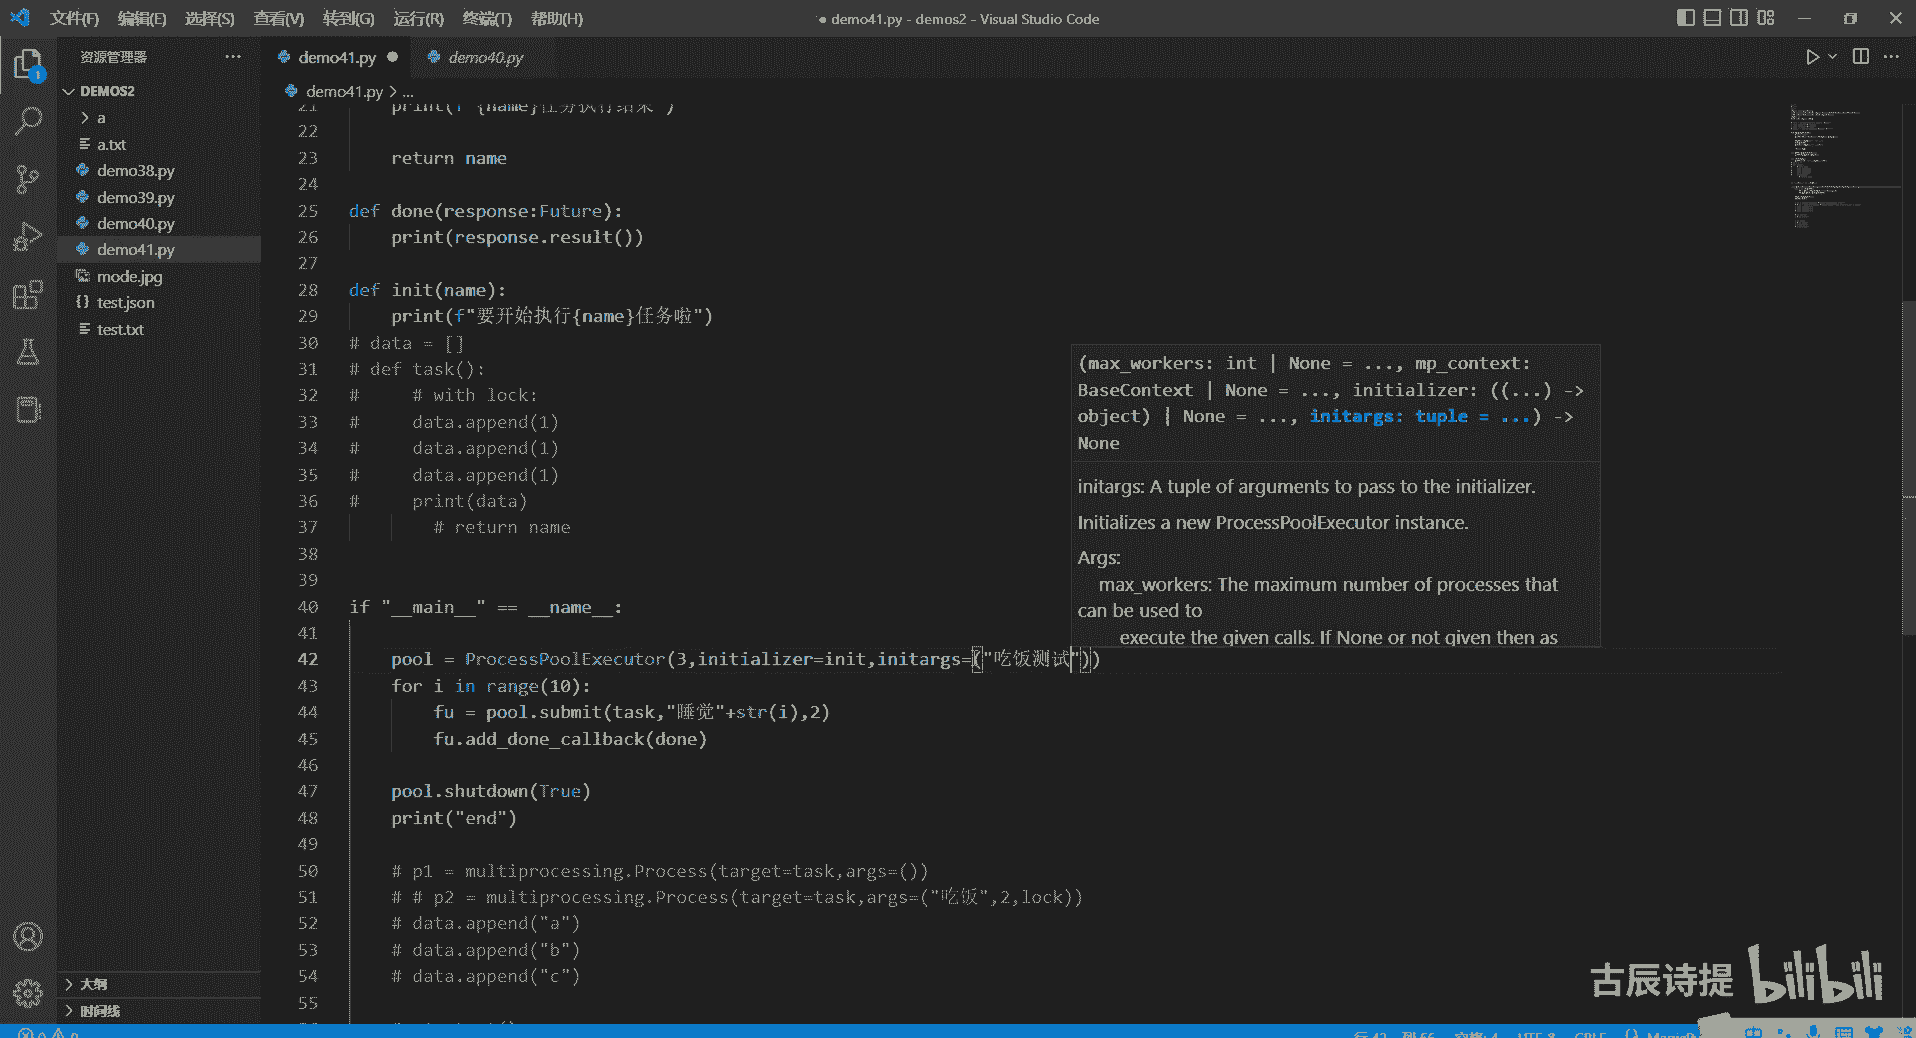 文件(F) 编辑(E) 选择(S) 查看(V) 转到(G) 运行(R) 终端(T) 帮助(H)
● demo41.py - demos2 - Visual Studio Code
资源管理器
DEMOS2
a
a.txt
demo38.py
demo39.py
demo40.py
demo41.py
mode.jpg
test.json
test.txt
大纲
时间线
1
demo41.py ● demo40.py
demo41.py > ...
21 print(f"{name}任务执行结果")
22
23 return name
24
25 def done(response:Future):
26 print(response.result())
27
28 def init(name):
29 print(f"要开始执行{name}任务啦")
30 # data = []
31 # def task():
32 # # with lock:
33 # data.append(1)
34 # data.append(1)
35 # data.append(1)
36 # print(data)
37 # return name
38
39
40 if "__main__" == __name__:
41
42 pool = ProcessPoolExecutor(3,initializer=init,initargs=("吃饭测试"))
43 for i in range(10):
44 fu = pool.submit(task,"睡觉"+str(i),2)
45 fu.add_done_callback(done)
46
47 pool.shutdown(True)
48 print("end")
49
50 # p1 = multiprocessing.Process(target=task,args=())
51 # # p2 = multiprocessing.Process(target=task,args=("吃饭",2,lock))
52 # data.append("a")
53 # data.append("b")
54 # data.append("c")
55
(max_workers: int | None = ..., mp_context:
BaseContext | None = ..., initializer: ((...) ->
object) | None = ..., initargs: tuple = ...) ->
None
initargs: A tuple of arguments to pass to the initializer.
Initializes a new ProcessPoolExecutor instance.
Args:
max_workers: The maximum number of processes that
can be used to
execute the given calls. If None or not given then as
古辰诗提 bilibili